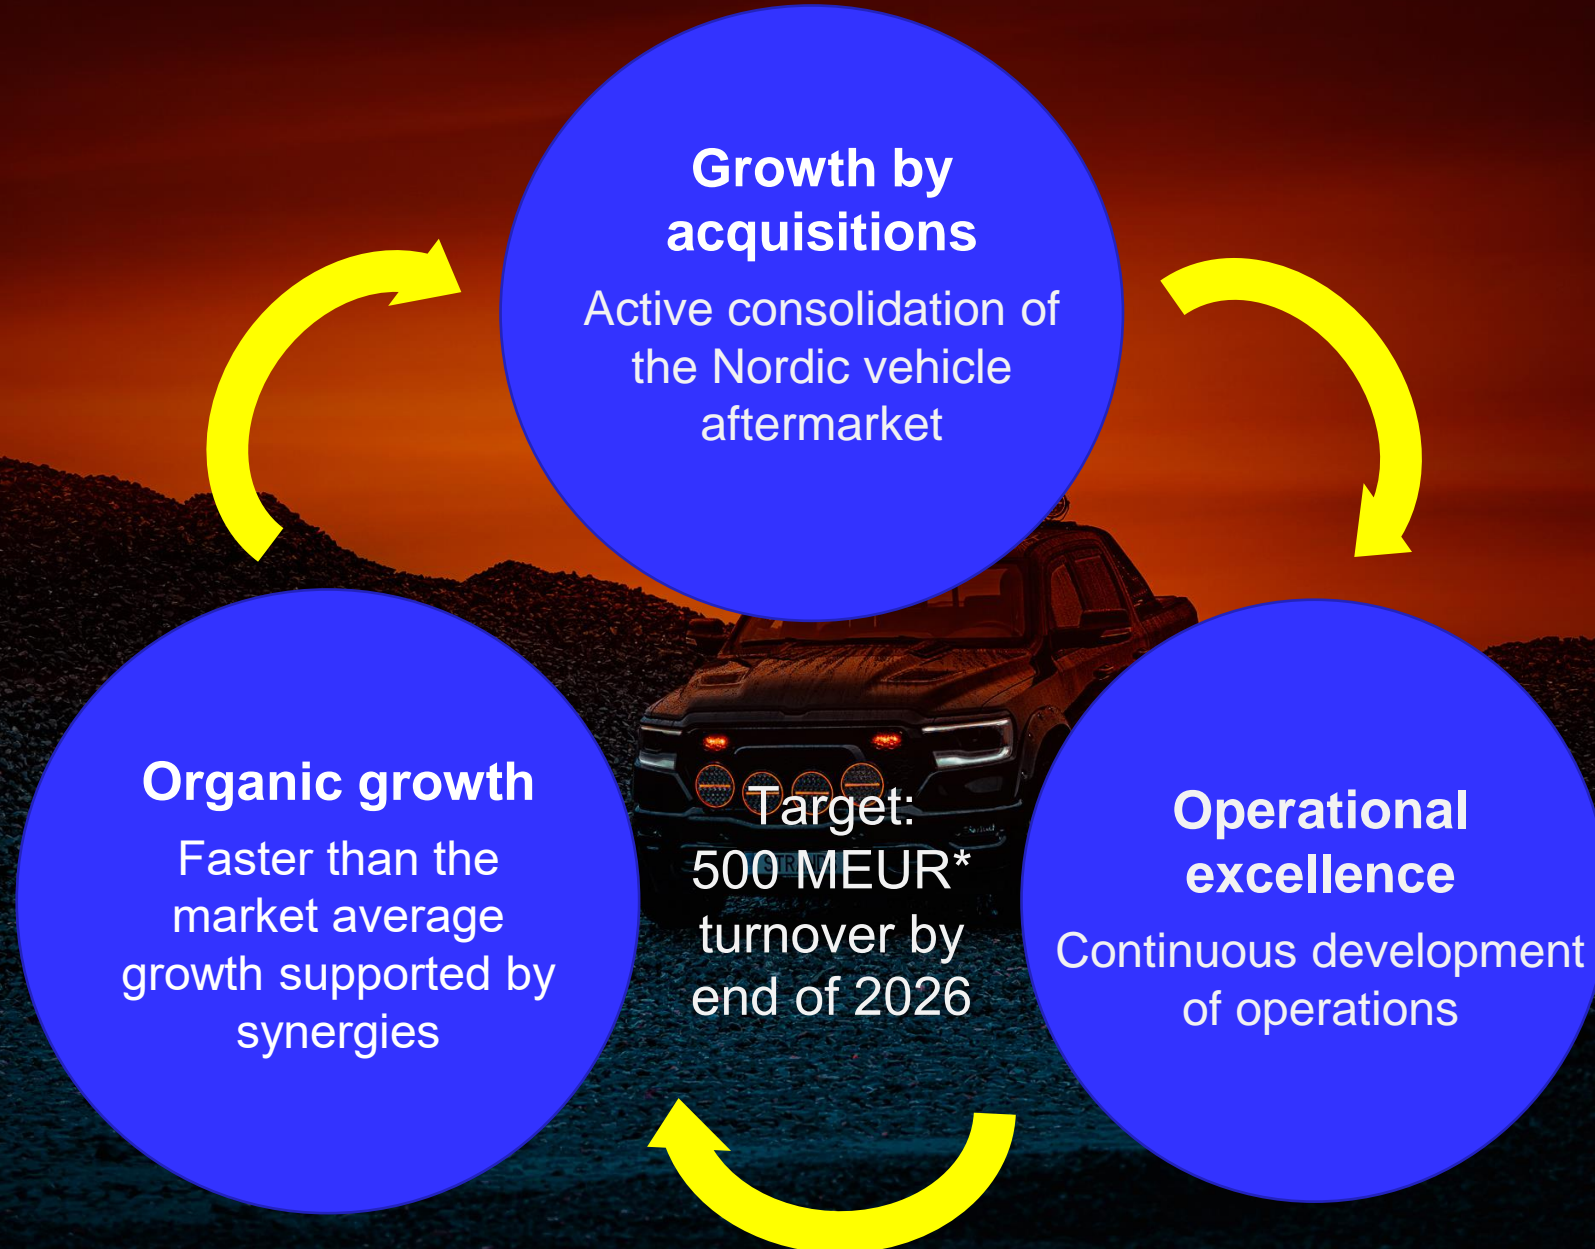 Growth by
acquisitions
Active consolidation of
the Nordic vehicle
aftermarket
Organic growth
Faster than the
market average
growth supported by
synergies
Target:
500 MEUR*
turnover by
end of 2026
Operational
excellence
Continuous development
of operations